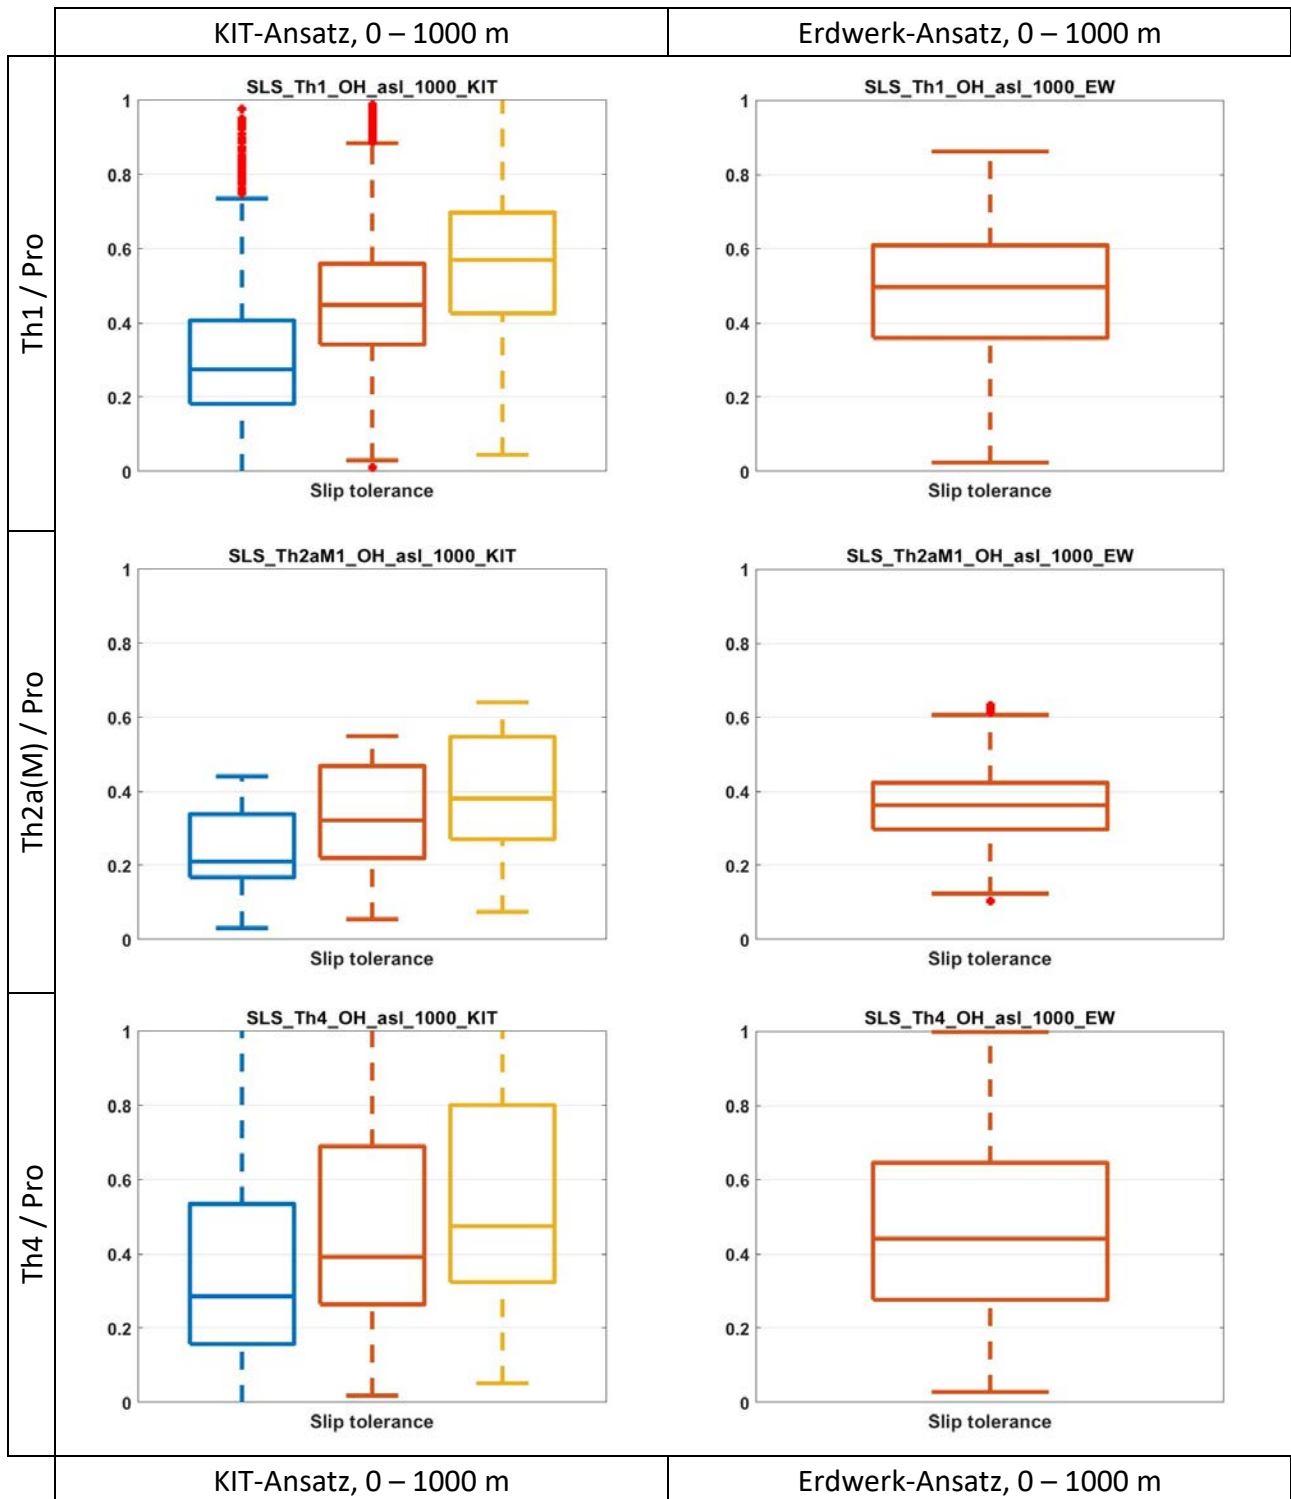 KIT-Ansatz, 0 – 1000 m
Erdwerk-Ansatz, 0 – 1000 m
Th1 / Pro
SLS_Th1_OH_asl_1000_KIT
1
0.8
0.6
0.4
0.2
0
Slip tolerance
SLS_Th1_OH_asl_1000_EW
1
0.8
0.6
0.4
0.2
0
Slip tolerance
Th2a(M) / Pro
SLS_Th2aM1_OH_asl_1000_KIT
1
0.8
0.6
0.4
0.2
0
Slip tolerance
SLS_Th2aM1_OH_asl_1000_EW
1
0.8
0.6
0.4
0.2
0
Slip tolerance
Th4 / Pro
SLS_Th4_OH_asl_1000_KIT
1
0.8
0.6
0.4
0.2
0
Slip tolerance
SLS_Th4_OH_asl_1000_EW
1
0.8
0.6
0.4
0.2
0
Slip tolerance
KIT-Ansatz, 0 – 1000 m
Erdwerk-Ansatz, 0 – 1000 m